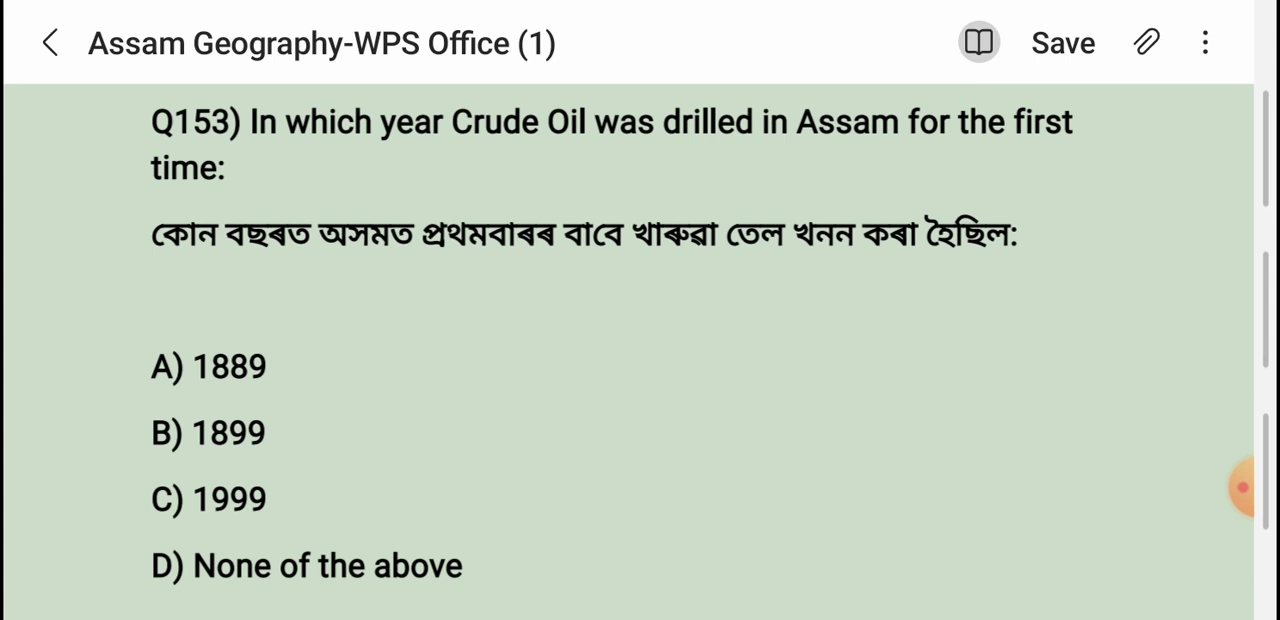 Assam Geography-WPS Office (1)
Save
Q153) In which year Crude Oil was drilled in Assam for the first
time:
কোন বছৰত অসমত প্ৰথমবাৰৰ বাবে খাৰুৱা তেল খনন কৰা হৈছিল:
A) 1889
B) 1899
C) 1999
D) None of the above